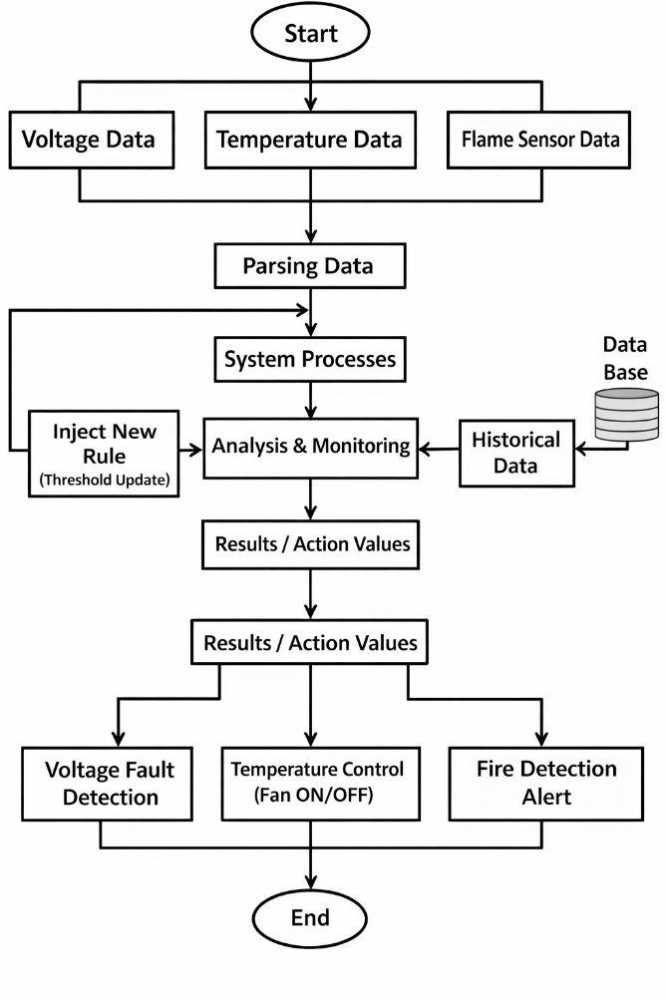 Start
Voltage Data
Temperature Data
Flame Sensor Data
Parsing Data
System Processes
Data
Base
Inject New
Rule
(Threshold Update)
Analysis & Monitoring
Historical
Data
Results / Action Values
Results / Action Values
Voltage Fault
Detection
Temperature Control
(Fan ON/OFF)
Fire Detection
Alert
End